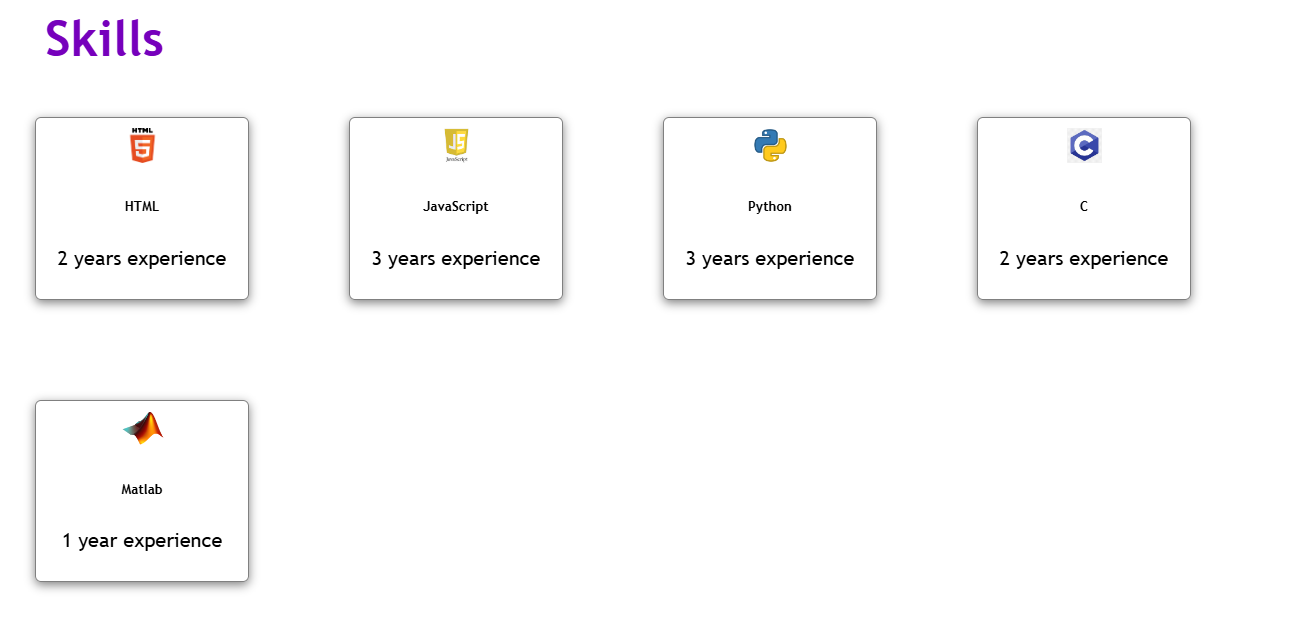 Skills
HTML
5
HTML
2 years experience
JS
JavaScript
JavaScript
3 years experience
Python
3 years experience
C
C
2 years experience
Matlab
1 year experience